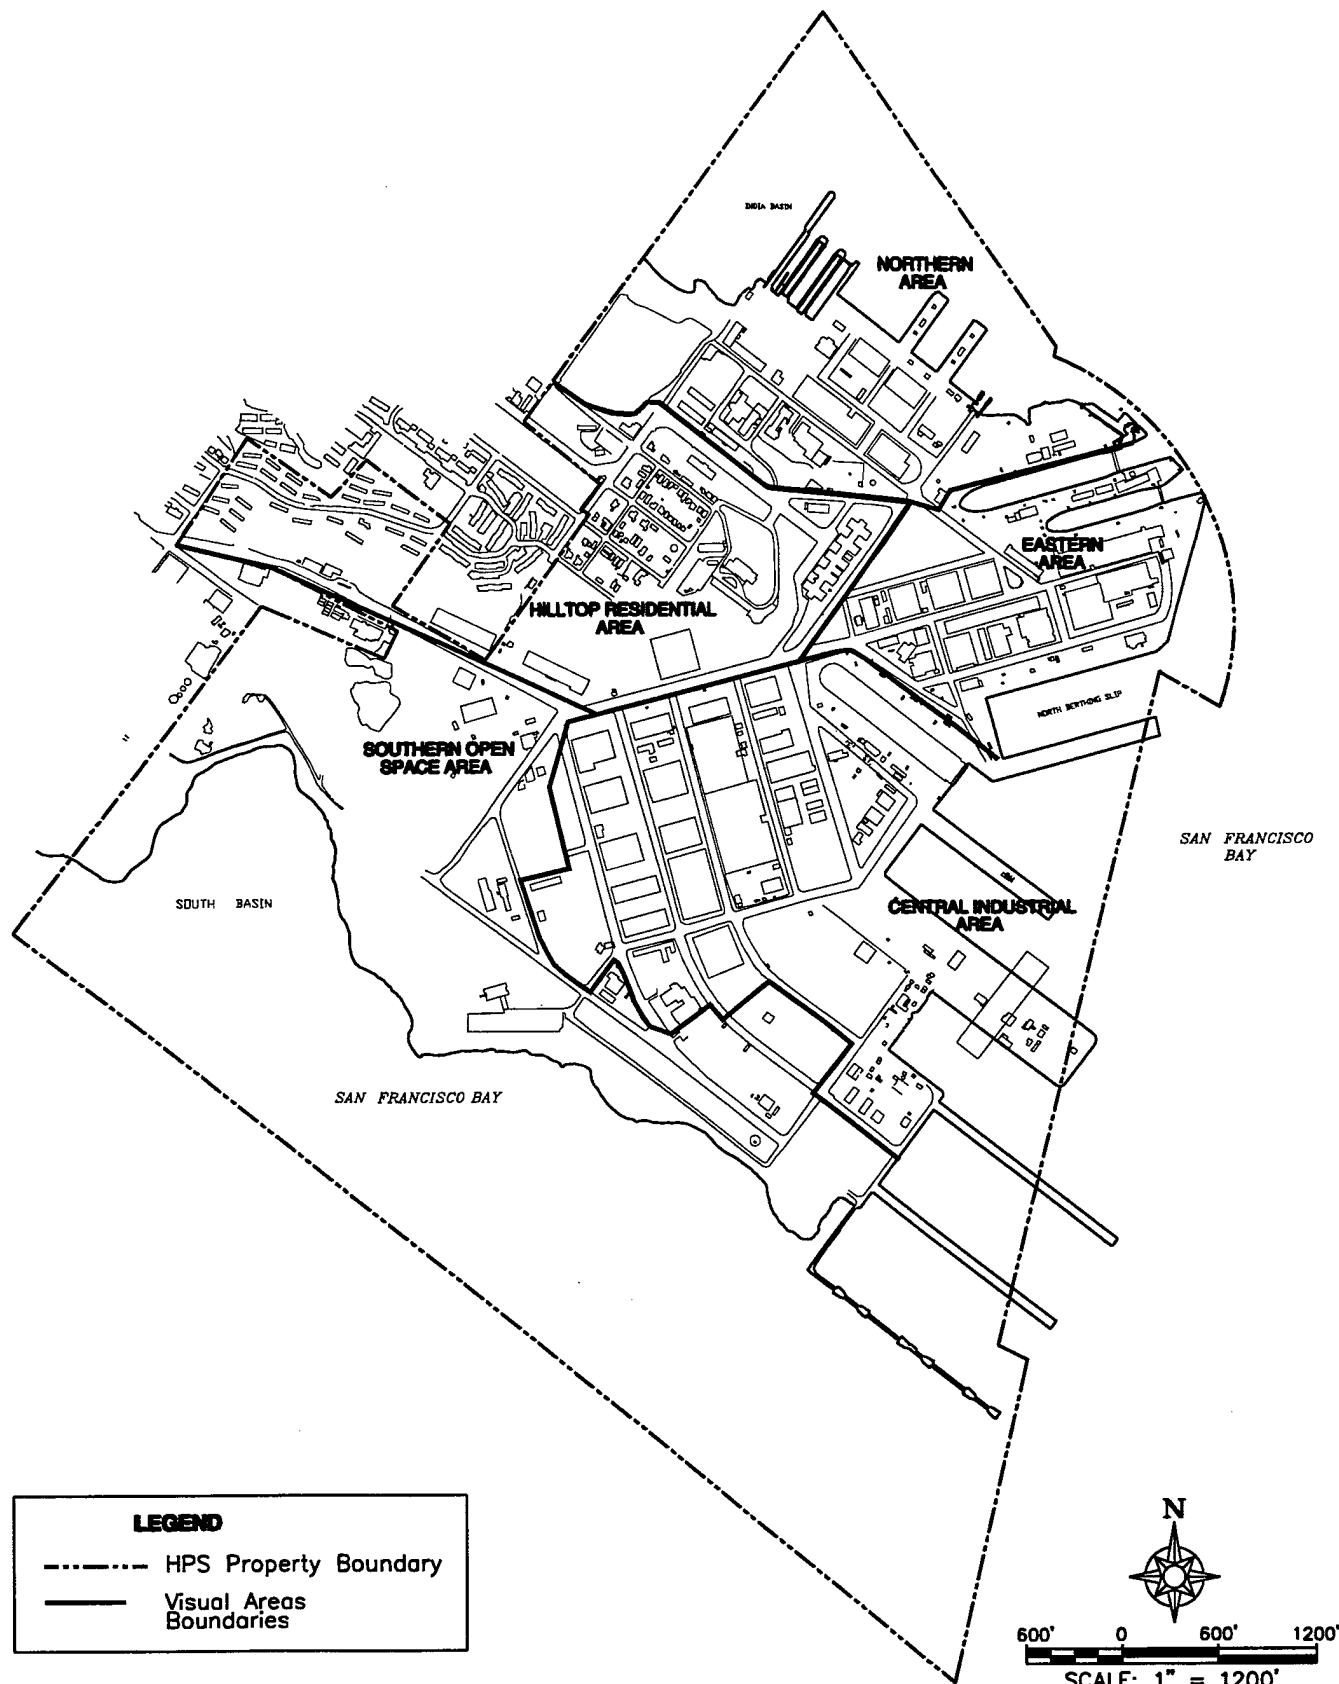 INDIA BASIN
NORTHERN
AREA
EASTERN
AREA
HILLTOP RESIDENTIAL
AREA
NORTH BERTHING SLIP
SOUTHERN OPEN
SPACE AREA
SAN FRANCISCO
BAY
SOUTH BASIN
CENTRAL INDUSTRIAL
AREA
SAN FRANCISCO BAY
LEGEND
HPS Property Boundary
Visual Areas
Boundaries
N
600' 0 600' 1200'
SCALE: 1" = 1200'